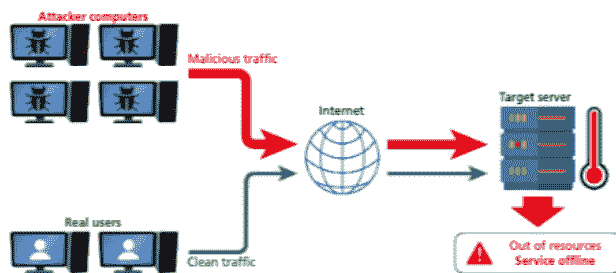 Attacker computers
Malicious traffic
Internet
Target server
Real users
Clean traffic
Out of resources
Service offline